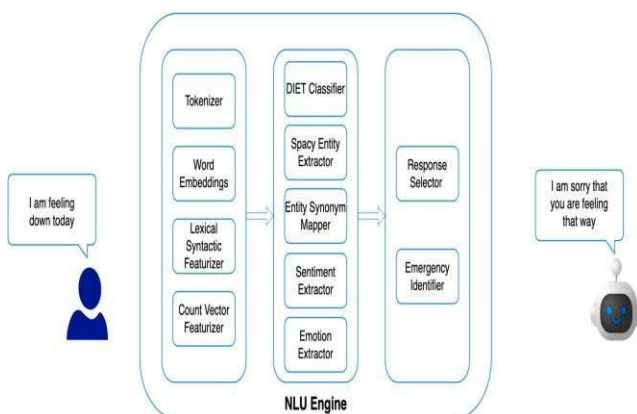 I am feeling
down today
Tokenizer
Word
Embeddings
Lexical
Syntactic
Featurizer
Count Vector
Featurizer
DIET Classifier
Spacy Entity
Extractor
Entity Synonym
Mapper
Sentiment
Extractor
Emotion
Extractor
Response
Selector
Emergency
Identifier
I am sorry that
you are feeling
that way
NLU Engine